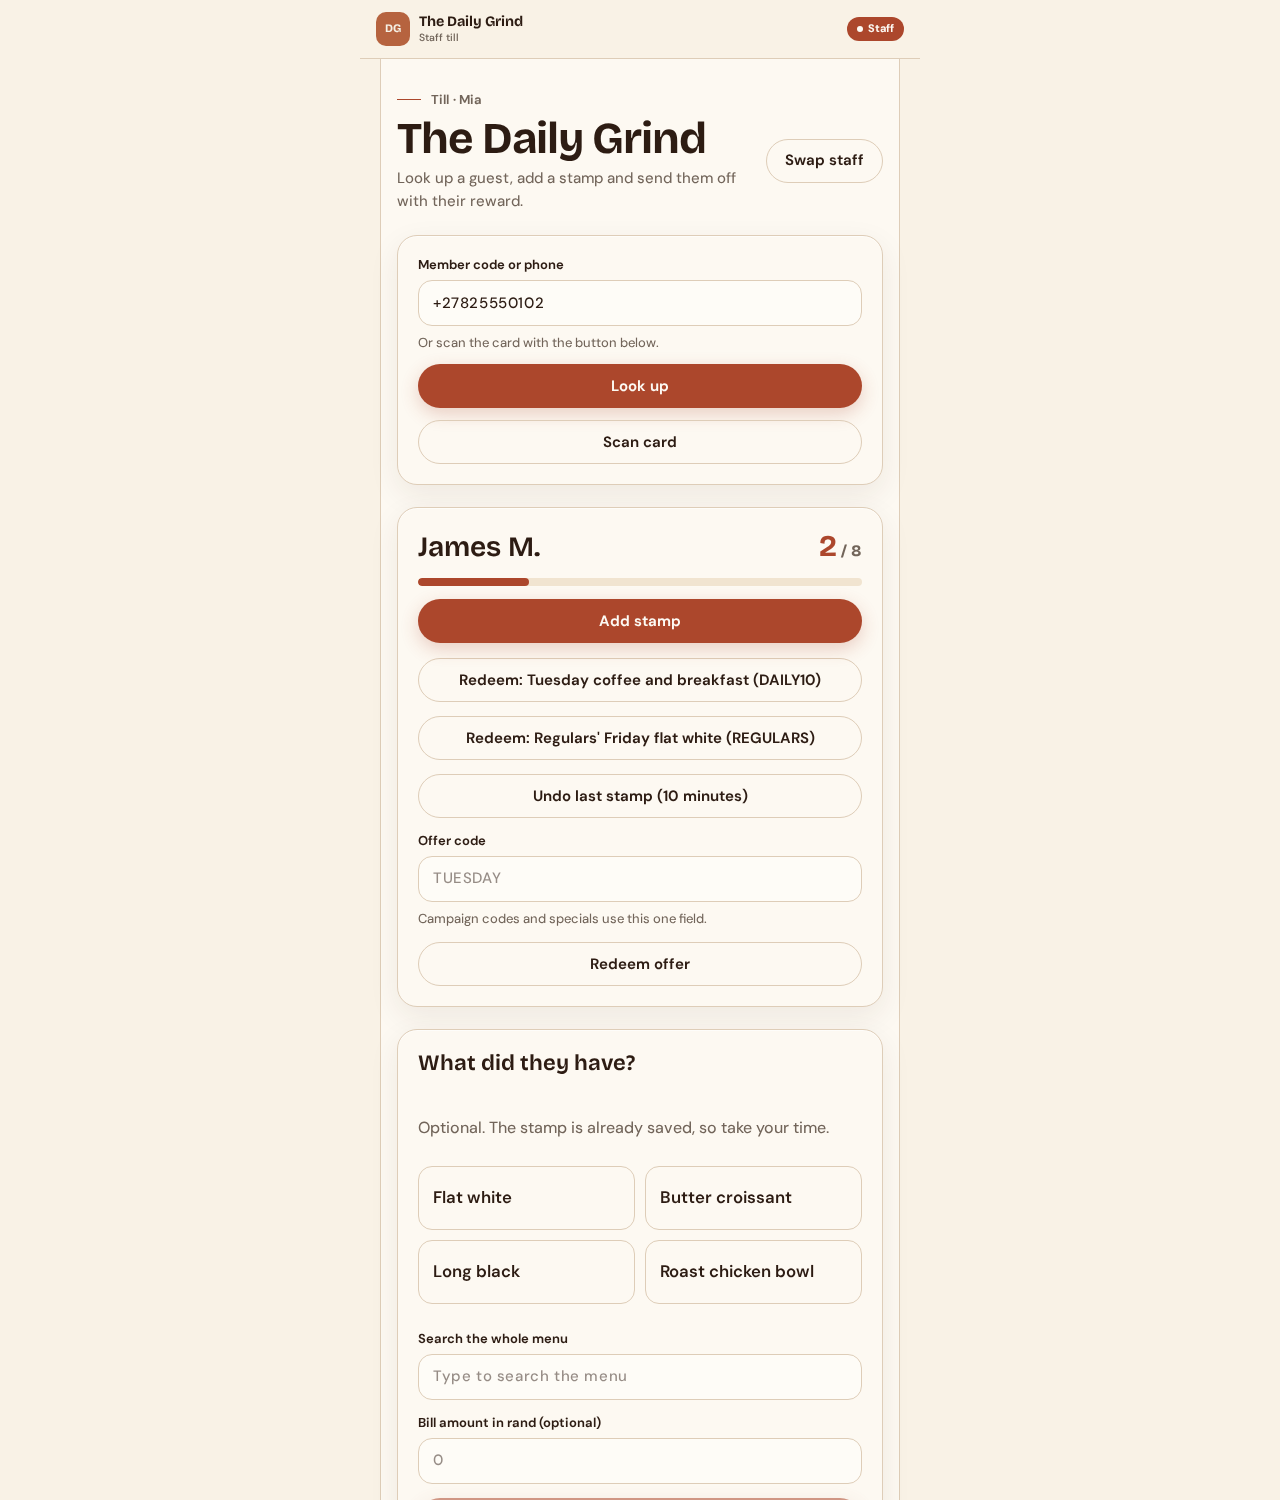 DG
The Daily Grind
Staff till
Staff
Till · Mia
The Daily Grind
Look up a guest, add a stamp and send them off
with their reward.
Swap staff
Member code or phone
+27825550102
Or scan the card with the button below.
Look up
Scan card
James M.
2 / 8
Add stamp
Redeem: Tuesday coffee and breakfast (DAILY10)
Redeem: Regulars' Friday flat white (REGULARS)
Undo last stamp (10 minutes)
Offer code
TUESDAY
Campaign codes and specials use this one field.
Redeem offer
What did they have?
Optional. The stamp is already saved, so take your time.
Flat white
Butter croissant
Long black
Roast chicken bowl
Search the whole menu
Type to search the menu
Bill amount in rand (optional)
0